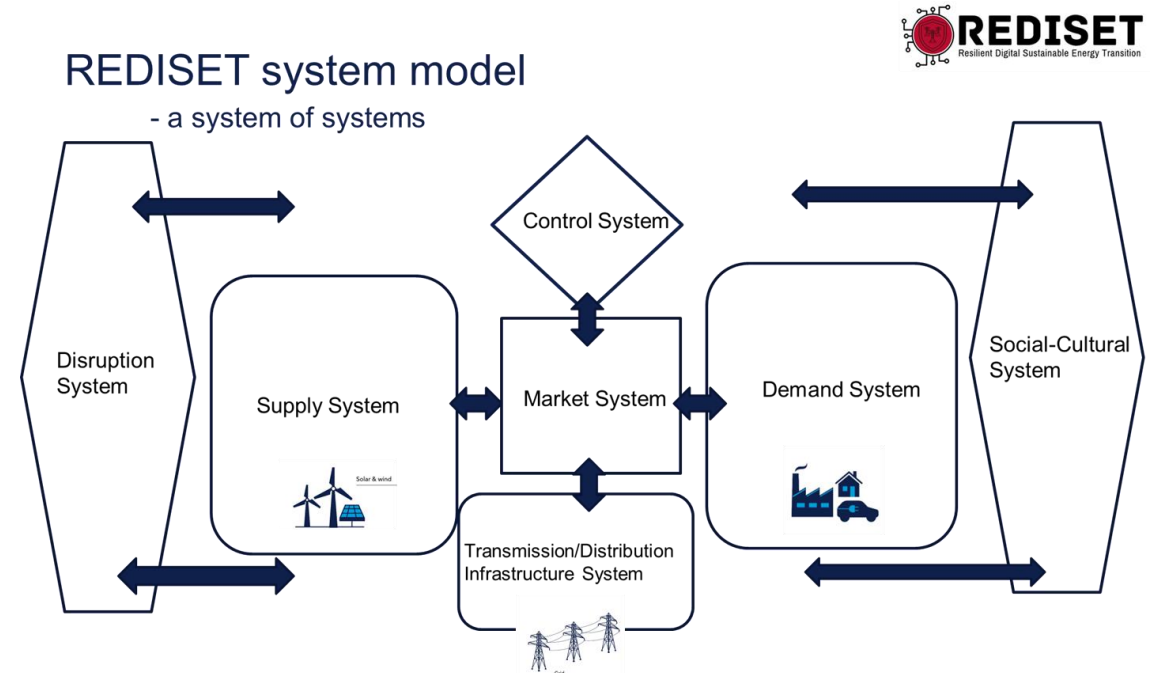 REDISET
Resilient Digital Sustainable Energy Transition
REDISET system model
- a system of systems
Control System
Disruption
System
Supply System
Market System
Demand System
Social-Cultural
System
Solar & wind
Transmission/Distribution
Infrastructure System